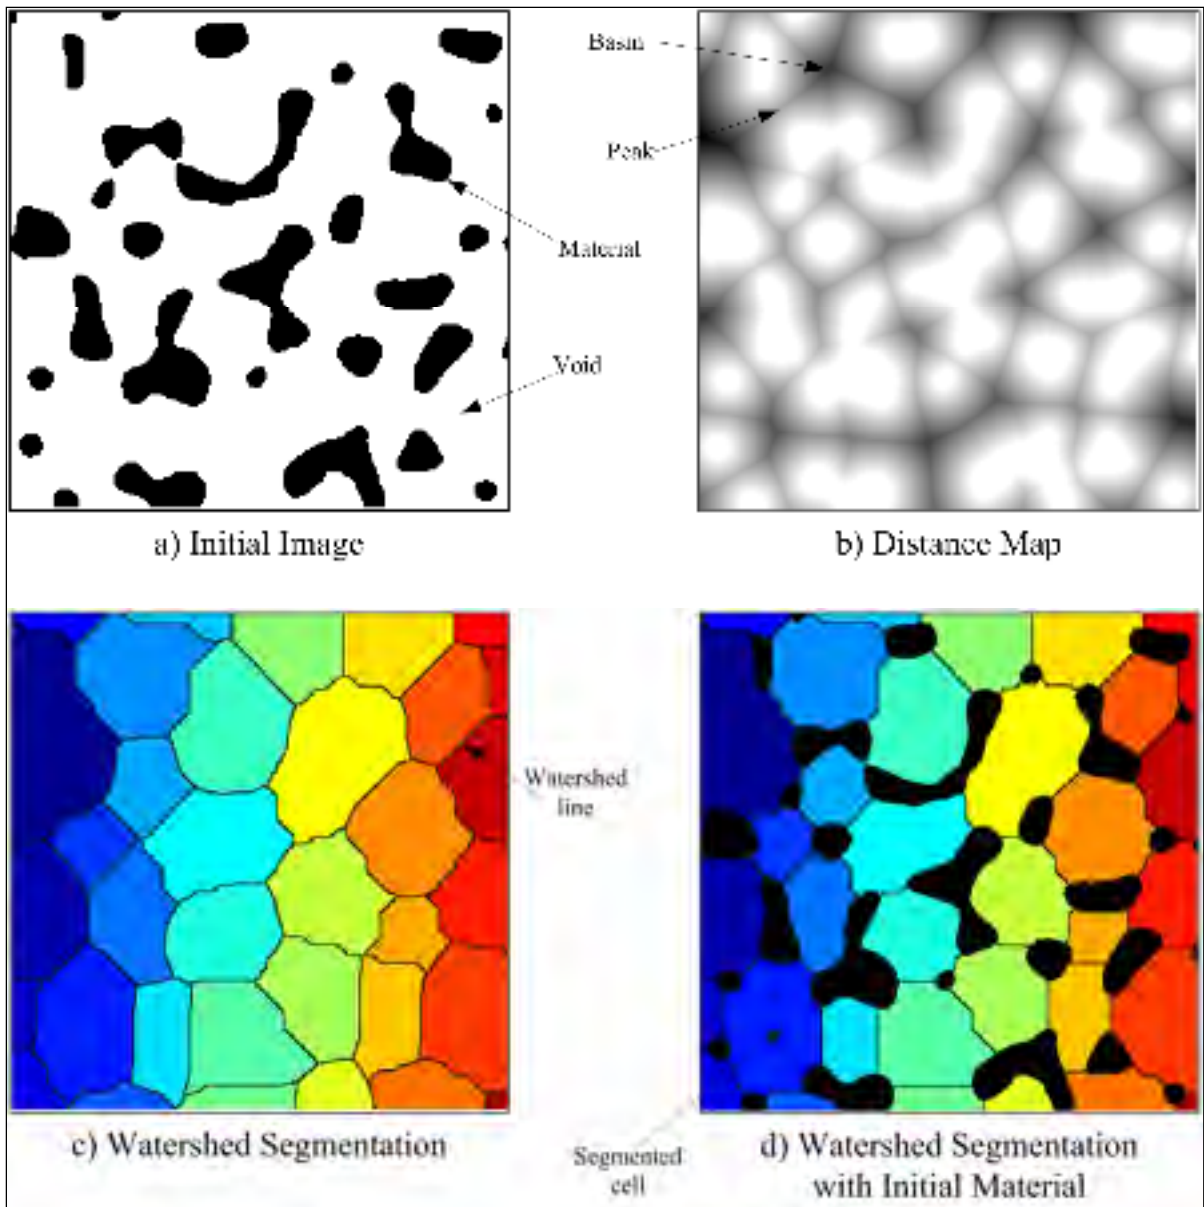 Basin
Peak
Material
Void
a) Initial Image
b) Distance Map
Watershed
line
c) Watershed Segmentation
Segmented
cell
d) Watershed Segmentation
with Initial Material